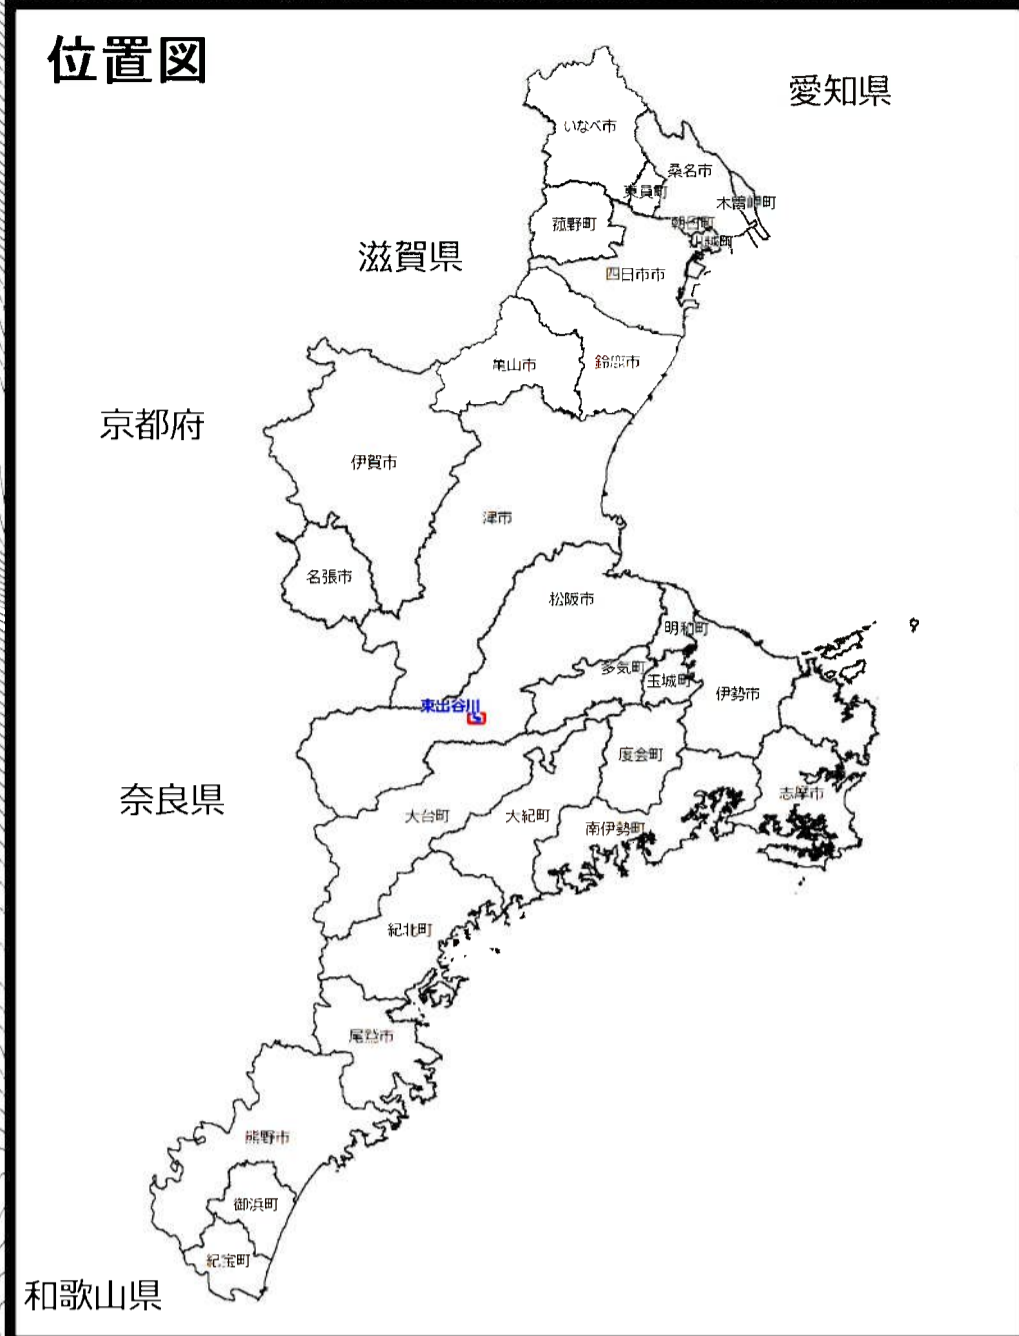 位置図
愛知県
いなべ市
桑名市
東員町
木曽岬町
菰野町
朝日町
川越町
滋賀県
四日市市
亀山市
鈴鹿市
京都府
伊賀市
津市
名張市
松阪市
明和町
多気町
玉城町
伊勢市
東出谷川
度会町
奈良県
志摩市
大台町
大紀町
南伊勢町
紀北町
尾鷲市
熊野市
御浜町
紀宝町
和歌山県